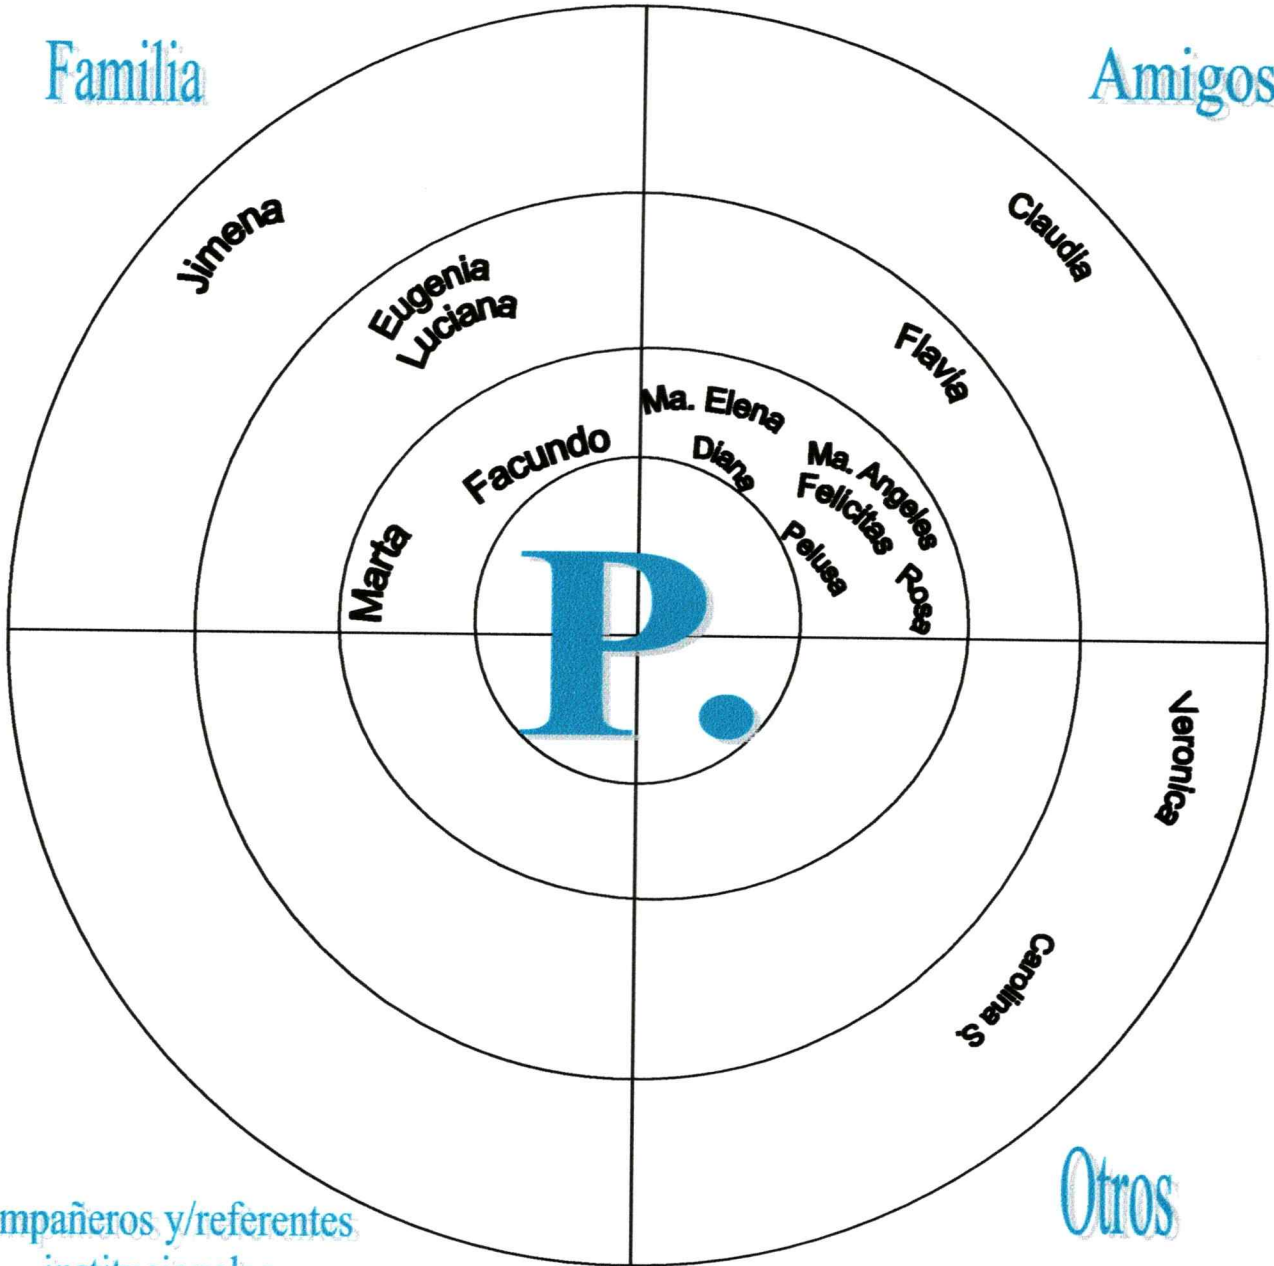 Familia
Amigos
Jimena
Claudia
Eugenia
Luciana
Flavia
Ma. Elena
Facundo
Diana
Ma. Angeles
Felicitas
Pelusa
Marta
Rosa
P.
Veronica
Carolina S.
Otros
mpañeros y/referentes